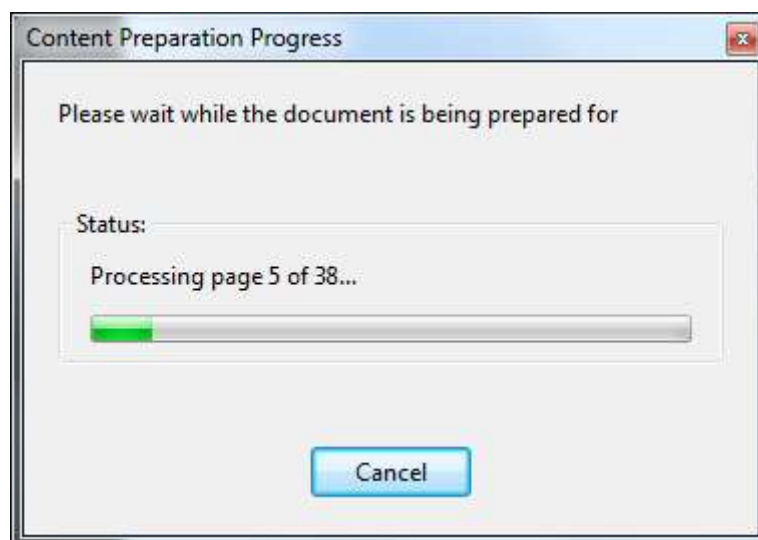 Content Preparation Progress
Please wait while the document is being prepared for
Status:
Processing page 5 of 38...
Cancel